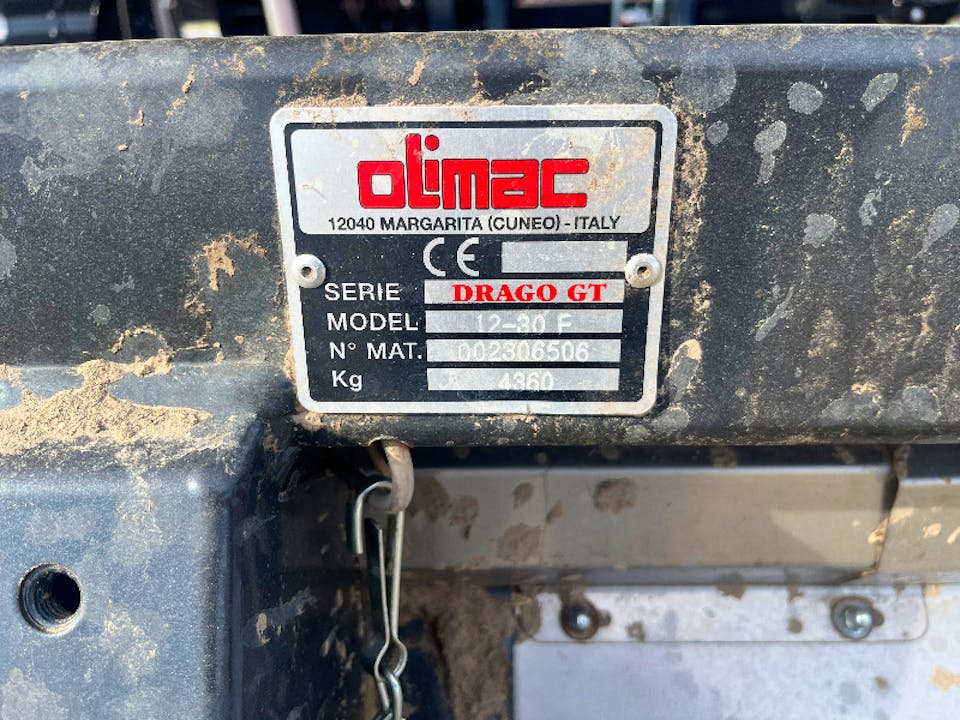 olimac
12040 MARGARITA (CUNEO) - ITALY
CE
SERIE DRAGO GT
MODEL 12-30 F
N° MAT. 002306506
Kg 4360